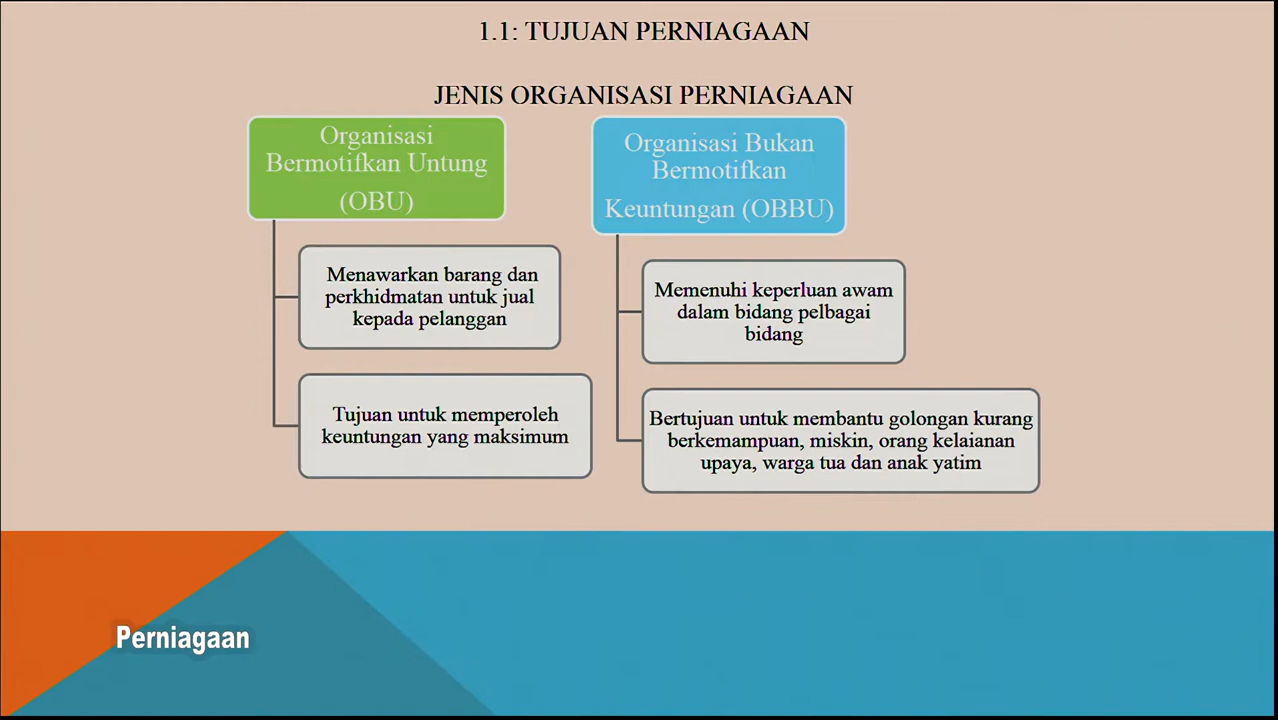 1.1: TUJUAN PERNIAGAAN
JENIS ORGANISASI PERNIAGAAN
Organisasi
Bermotifkan Untung
(OBU)
Menawarkan barang dan
perkhidmatan untuk jual
kepada pelanggan
Tujuan untuk memperoleh
keuntungan yang maksimum
Organisasi Bukan
Bermotifkan
Keuntungan (OBBU)
Memenuhi keperluan awam
dalam bidang pelbagai
bidang
Bertujuan untuk membantu golongan kurang
berkemampuan, miskin, orang kelaianan
upaya, warga tua dan anak yatim
Perniagaan